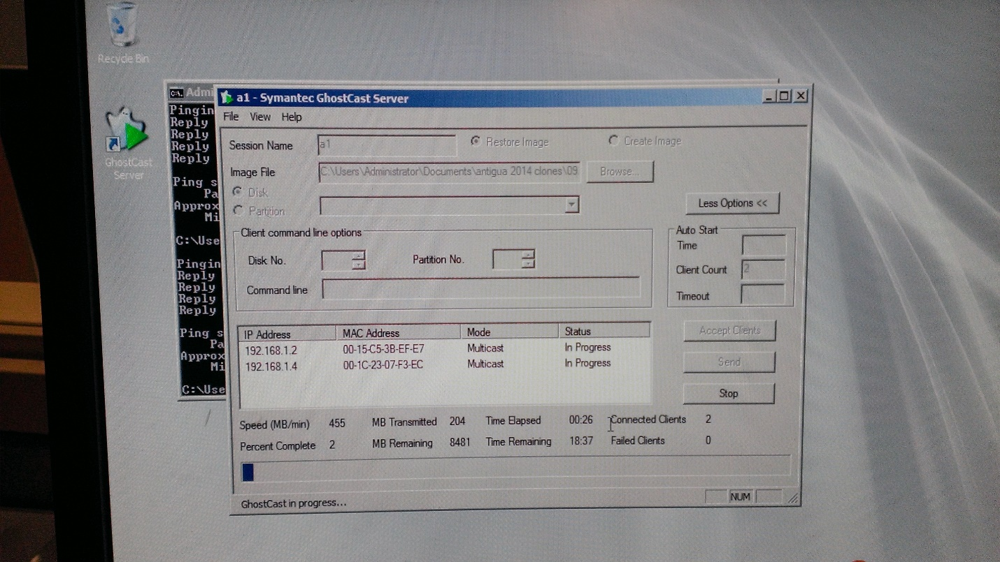 Recycle Bin
GhostCast
Server
Admi
Pingin
Reply
Reply
Reply
Reply
Ping s
Pa
Approx
Mi
C:\Use
Pingin
Reply
Reply
Reply
Reply
Ping s
Pa
Approx
Mi
C:\Use
a1 - Symantec GhostCast Server
File View Help
Session Name a1 Restore Image Create Image
Image File C:\Users\Administrator\Documents\antigua 2014 clones\09 Browse...
Disk
Partition
Less Options <<
Client command line options
Disk No. Partition No.
Command line
Auto Start
Time
Client Count 2
Timeout
IP Address MAC Address Mode Status
192.168.1.2 00-15-C5-3B-EF-E7 Multicast In Progress
192.168.1.4 00-1C-23-07-F3-EC Multicast In Progress
Accept Clients
Send
Stop
Speed (MB/min) 455 MB Transmitted 204 Time Elapsed 00:26 Connected Clients 2
Percent Complete 2 MB Remaining 8481 Time Remaining 18:37 Failed Clients 0
GhostCast in progress...
NUM